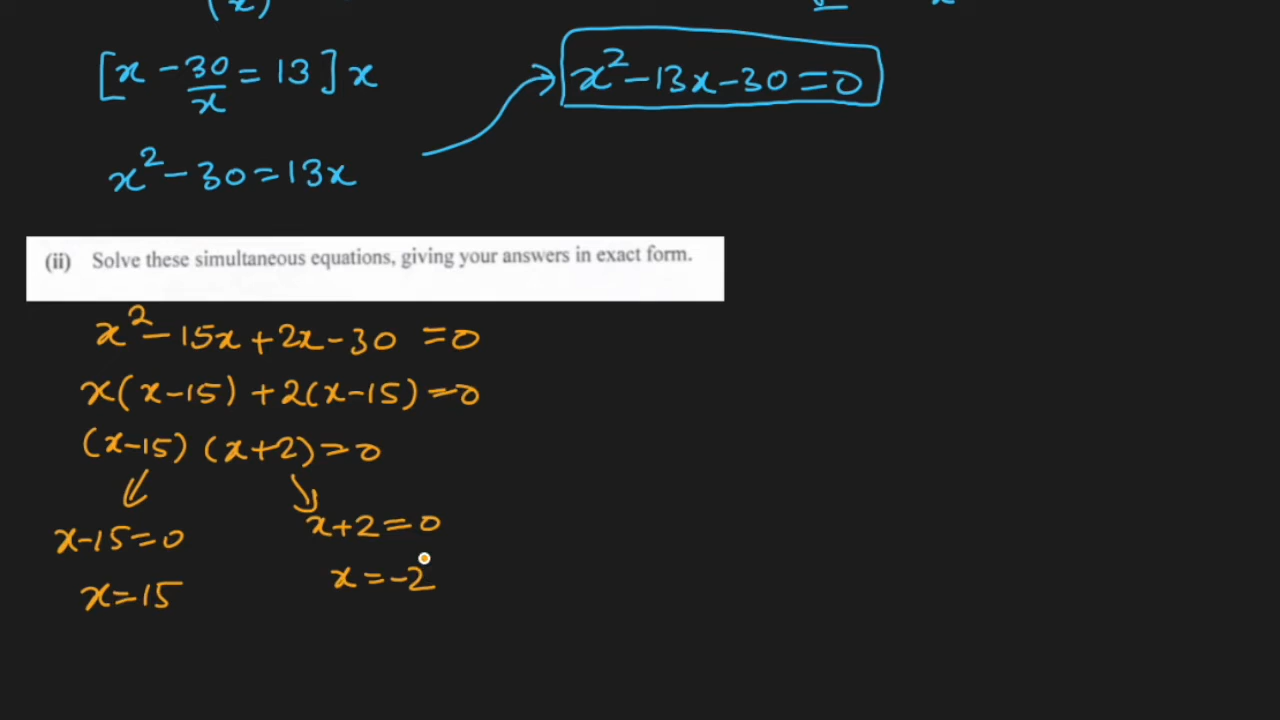 (x)
[x - 30/x = 13] x
x² - 13x - 30 = 0
x² - 30 = 13x
(ii) Solve these simultaneous equations, giving your answers in exact form.
x² - 15x + 2x - 30 = 0
x(x-15) + 2(x-15) = 0
(x-15) (x+2) = 0
x-15 = 0
x+2 = 0
x = 15
x = -2